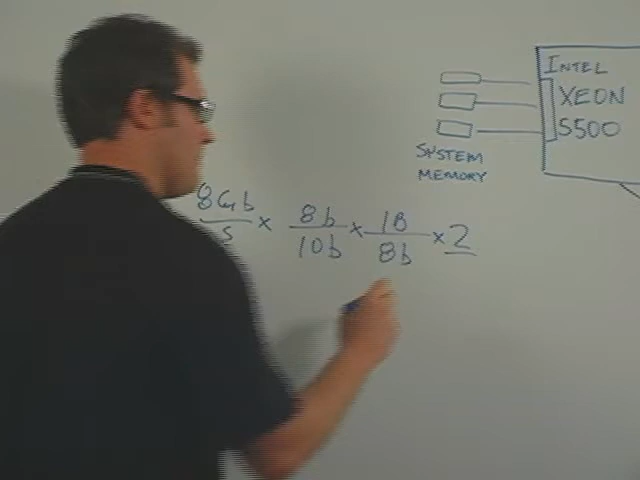 INTEL
XEON
5500
SYSTEM
MEMORY
8Gb/s x 8b/10b x 1B/8b x 2